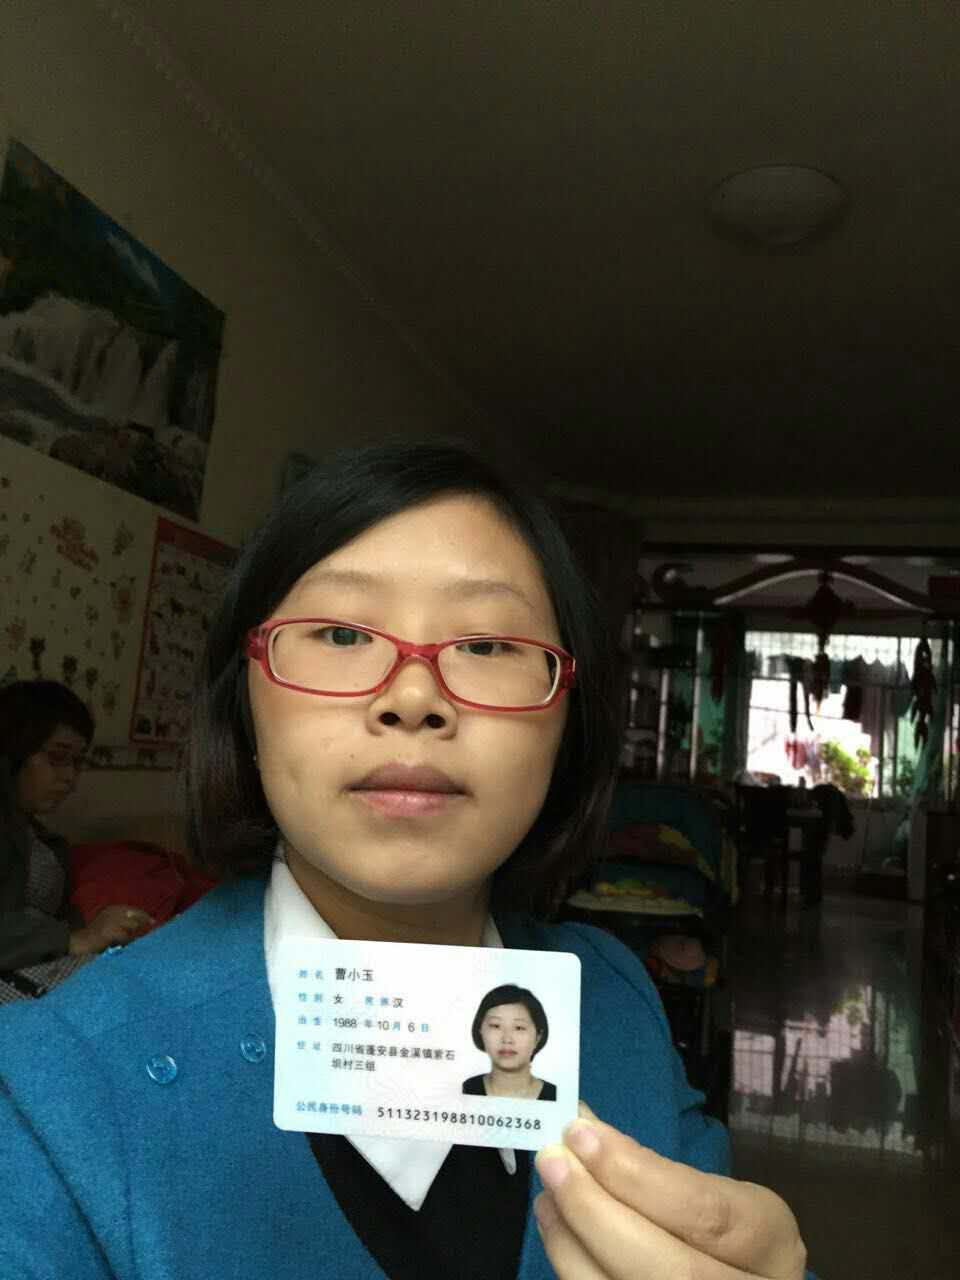 姓名 曹小玉
性别 女 民族 汉
出生 1988 年 10 月 6 日
住址 四川省蓬安县金溪镇紫石
坝村三组
公民身份号码 511323198810062368